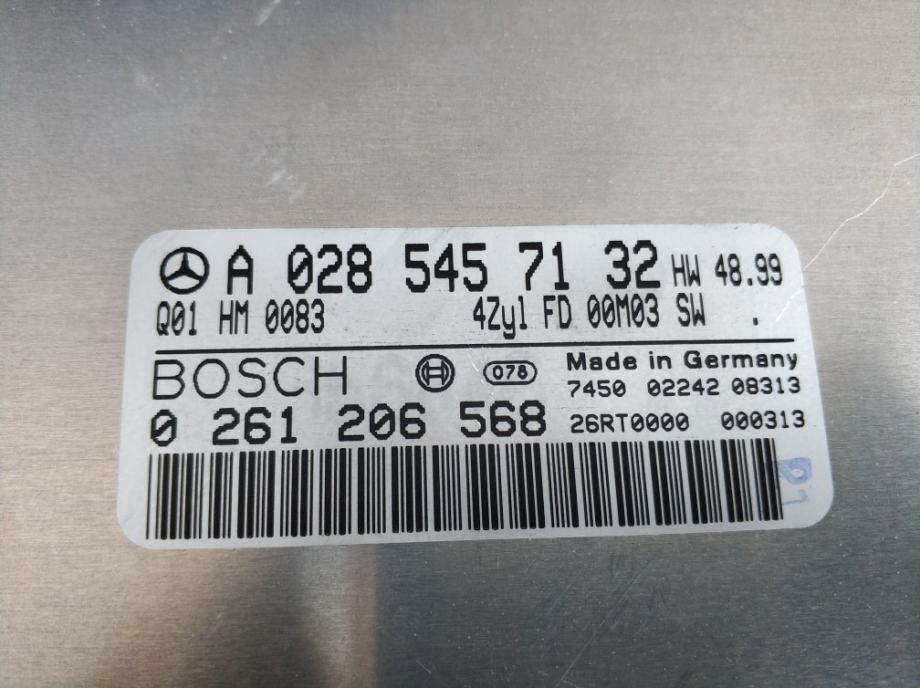 A 028 545 71 32 HW 48.99
Q01 HM 0083 4Zyl FD 00M03 SW .
BOSCH 078 Made in Germany
7450 02242 08313
0 261 206 568 26RT0000 000313